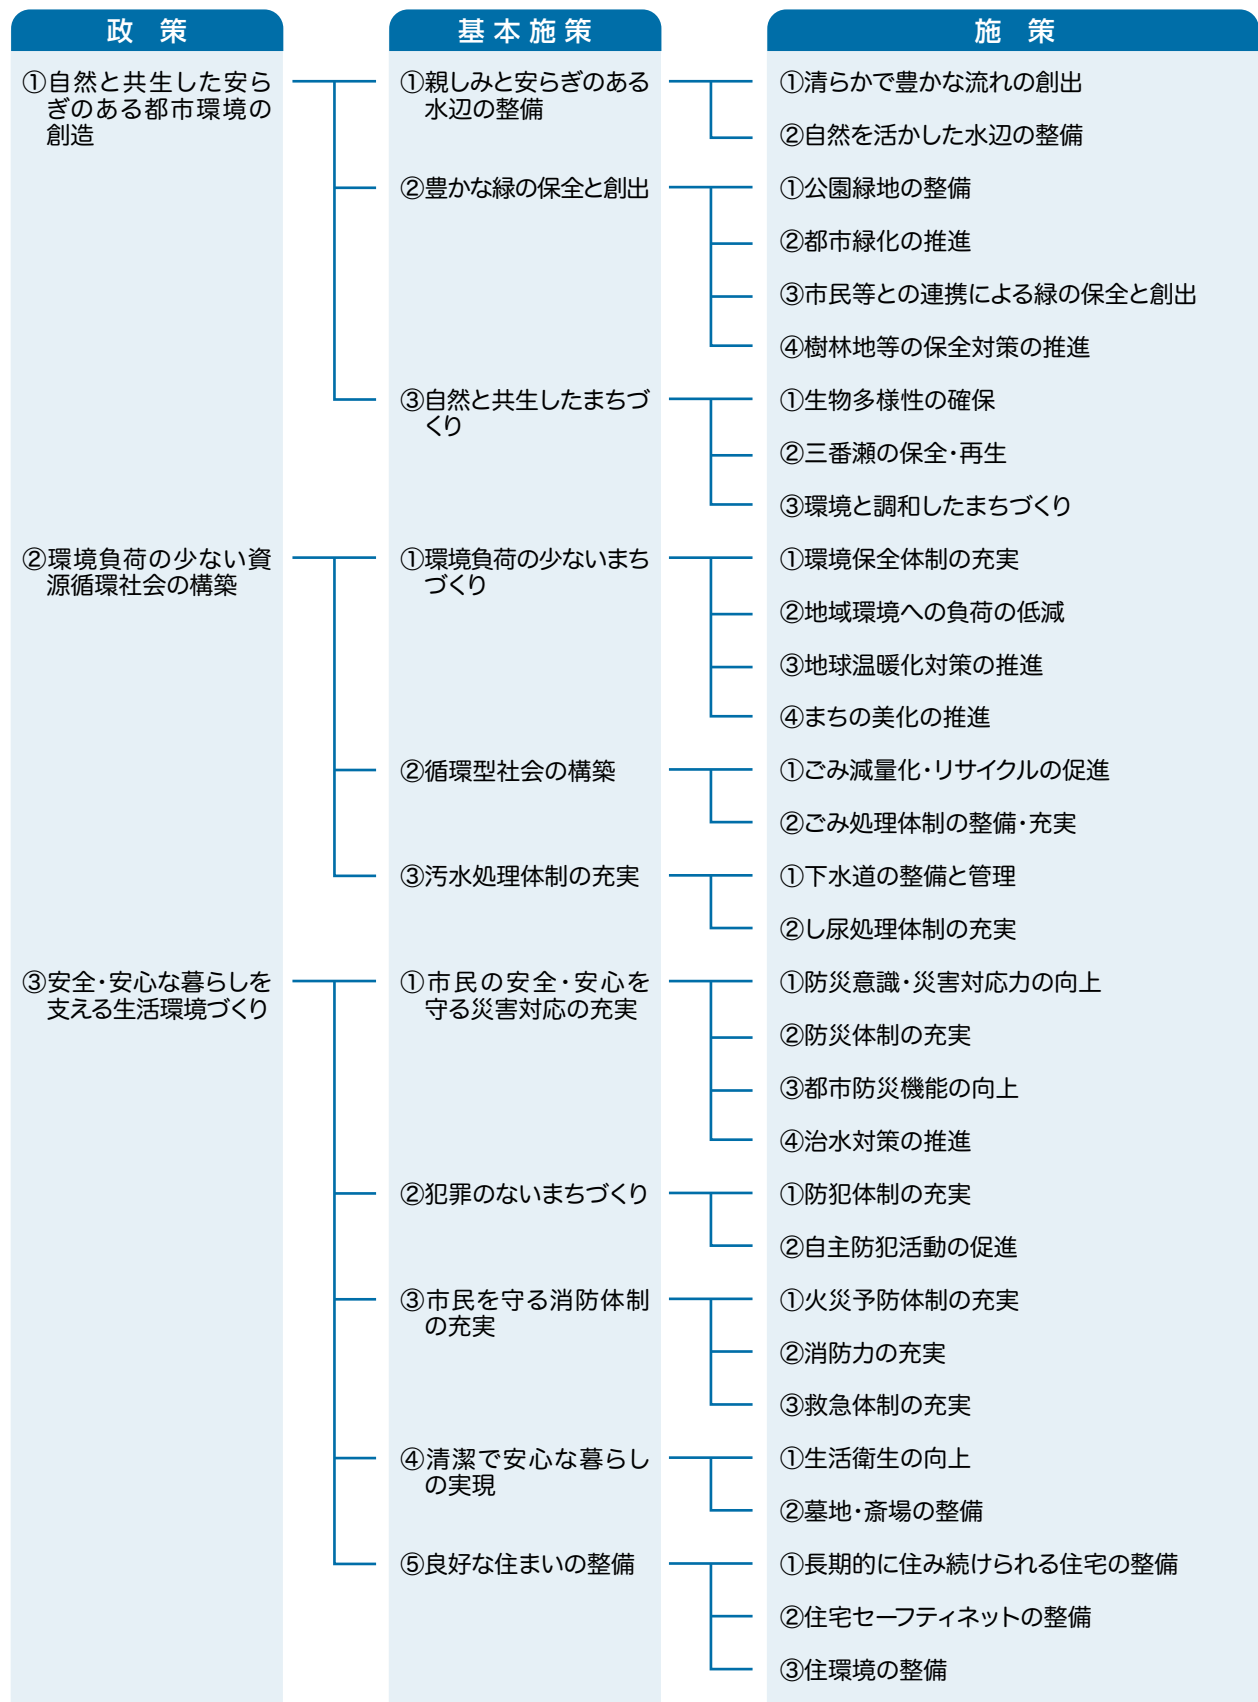 政策
基本施策
施策
①自然と共生した安ら
ぎのある都市環境の
創造
①親しみと安らぎのある
水辺の整備
①清らかで豊かな流れの創出
②自然を活かした水辺の整備
②豊かな緑の保全と創出
①公園緑地の整備
②都市緑化の推進
③市民等との連携による緑の保全と創出
④樹林地等の保全対策の推進
③自然と共生したまちづ
くり
①生物多様性の確保
②三番瀬の保全・再生
③環境と調和したまちづくり
②環境負荷の少ない資
源循環社会の構築
①環境負荷の少ないまち
づくり
①環境保全体制の充実
②地域環境への負荷の低減
③地球温暖化対策の推進
④まちの美化の推進
②循環型社会の構築
①ごみ減量化・リサイクルの促進
②ごみ処理体制の整備・充実
③汚水処理体制の充実
①下水道の整備と管理
②し尿処理体制の充実
③安全・安心な暮らしを
支える生活環境づくり
①市民の安全・安心を
守る災害対応の充実
①防災意識・災害対応力の向上
②防災体制の充実
③都市防災機能の向上
④治水対策の推進
②犯罪のないまちづくり
①防犯体制の充実
②自主防犯活動の促進
③市民を守る消防体制
の充実
①火災予防体制の充実
②消防力の充実
③救急体制の充実
④清潔で安心な暮らし
の実現
①生活衛生の向上
②墓地・斎場の整備
⑤良好な住まいの整備
①長期的に住み続けられる住宅の整備
②住宅セーフティネットの整備
③住環境の整備